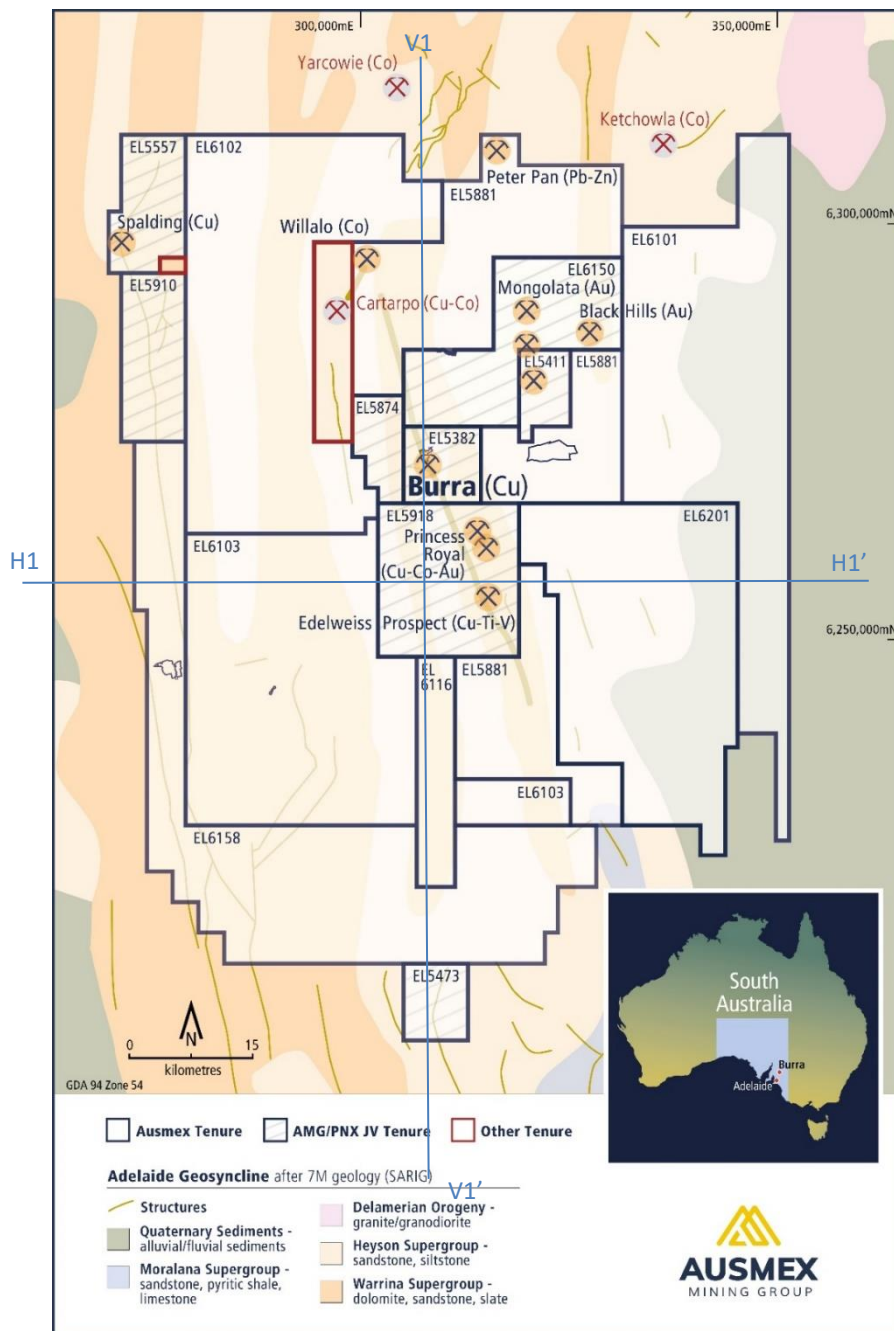 300,000mE
350,000mE
V1
Yarcowie (Co)
Ketchowla (Co)
EL5557
EL6102
Peter Pan (Pb-Zn)
EL5881
6,300,000mN
Spalding (Cu)
Willalo (Co)
EL6101
EL5910
EL6150
Mongolata (Au)
Cartarpo (Cu-Co)
Black Hills (Au)
EL5411
EL5881
EL5874
EL5382
Burra (Cu)
EL5918
EL6201
Princess
Royal
(Cu-Co-Au)
EL6103
H1
H1’
Edelweiss Prospect (Cu-Ti-V)
6,250,000mN
EL
6116
EL5881
EL6103
EL6158
EL5473
N
0 15
kilometres
GDA 94 Zone 54
South
Australia
Burra
Adelaide
Ausmex Tenure
AMG/PNX JV Tenure
Other Tenure
Adelaide Geosyncline after 7M geology (SARIG)
V1’
Structures
Quaternary Sediments -
alluvial/fluvial sediments
Moralana Supergroup -
sandstone, pyritic shale,
limestone
Delamerian Orogeny -
granite/granodiorite
Heyson Supergroup -
sandstone, siltstone
Warrina Supergroup -
dolomite, sandstone, slate
AUSMEX
MINING GROUP